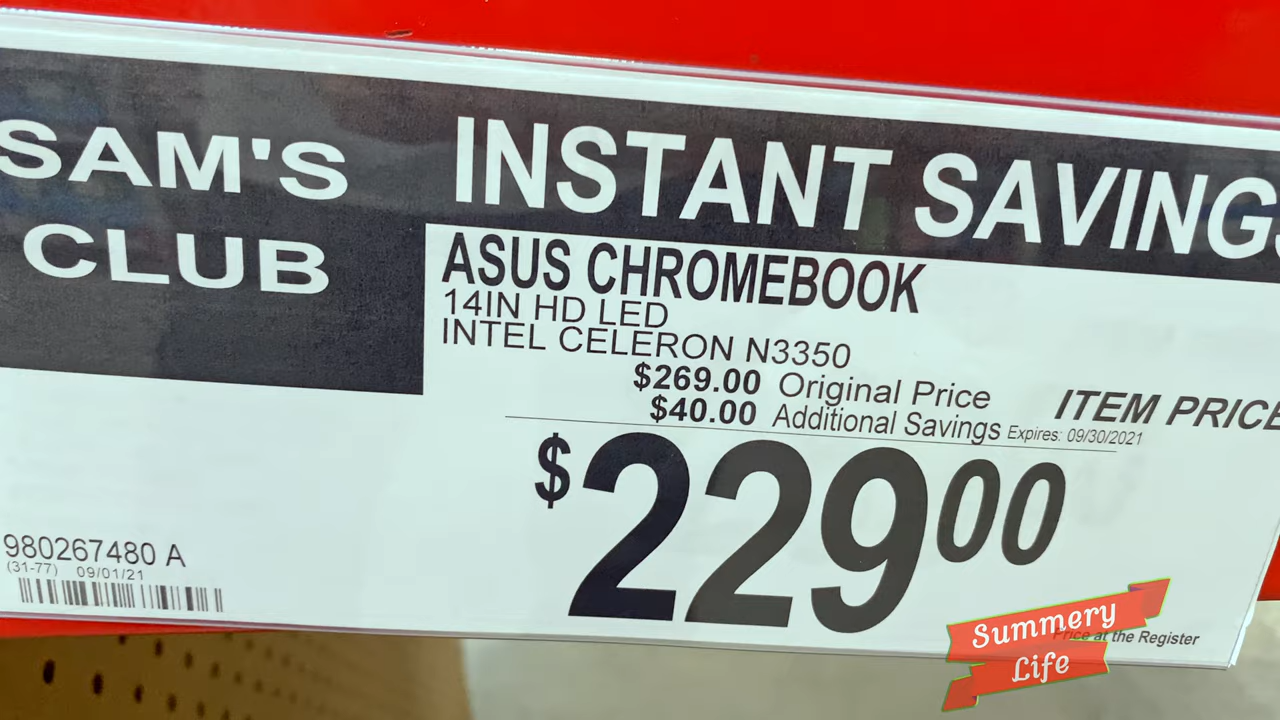 SAM'S
CLUB
INSTANT SAVINGS
ASUS CHROMEBOOK
14IN HD LED
INTEL CELERON N3350
$269.00 Original Price
$40.00 Additional Savings Expires: 09/30/2021
ITEM PRICE
$229 00
980267480 A
(31-77) 09/01/21
Price at the Register
Summery
Life